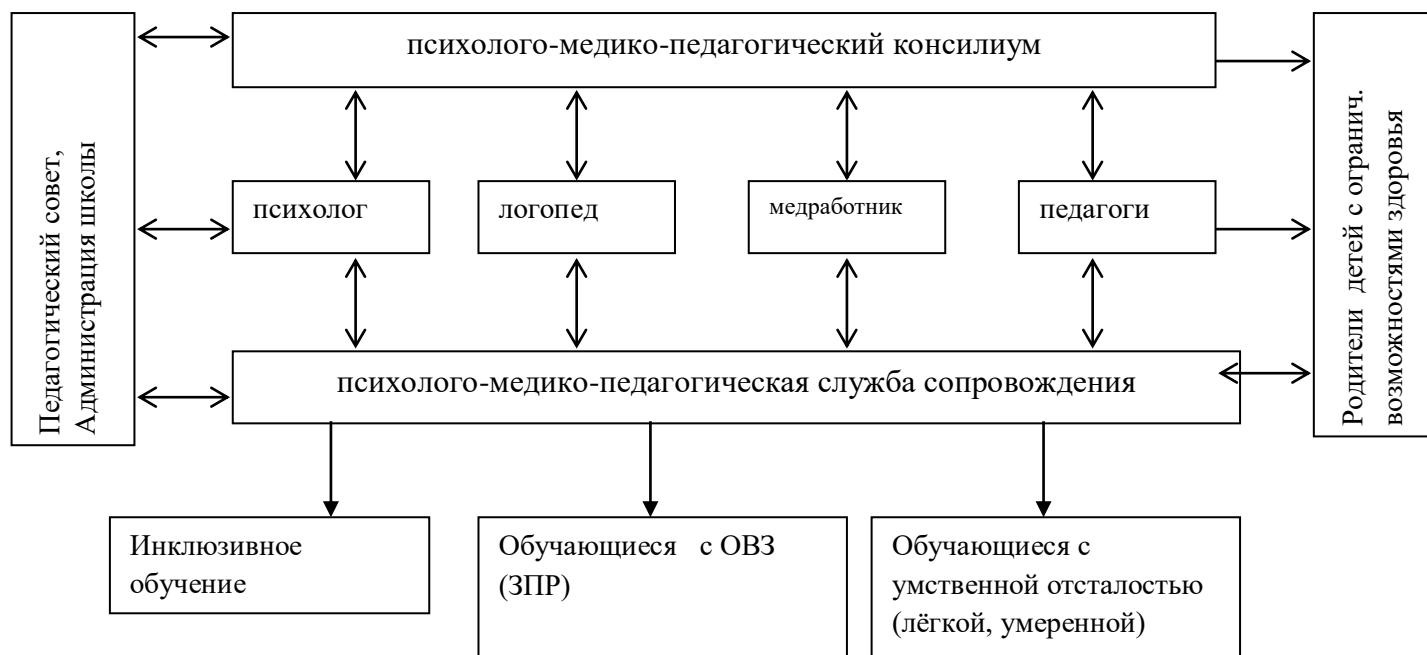 Педагогический совет,
Администрация школы
психолого-медико-педагогический консилиум
Родители детей с огранич.
возможностями здоровья
психолог
логопед
медработник
педагоги
психолого-медико-педагогическая служба сопровождения
Инклюзивное
обучение
Обучающиеся с ОВЗ
(ЗПР)
Обучающиеся с
умственной отсталостью
(лёгкой, умеренной)